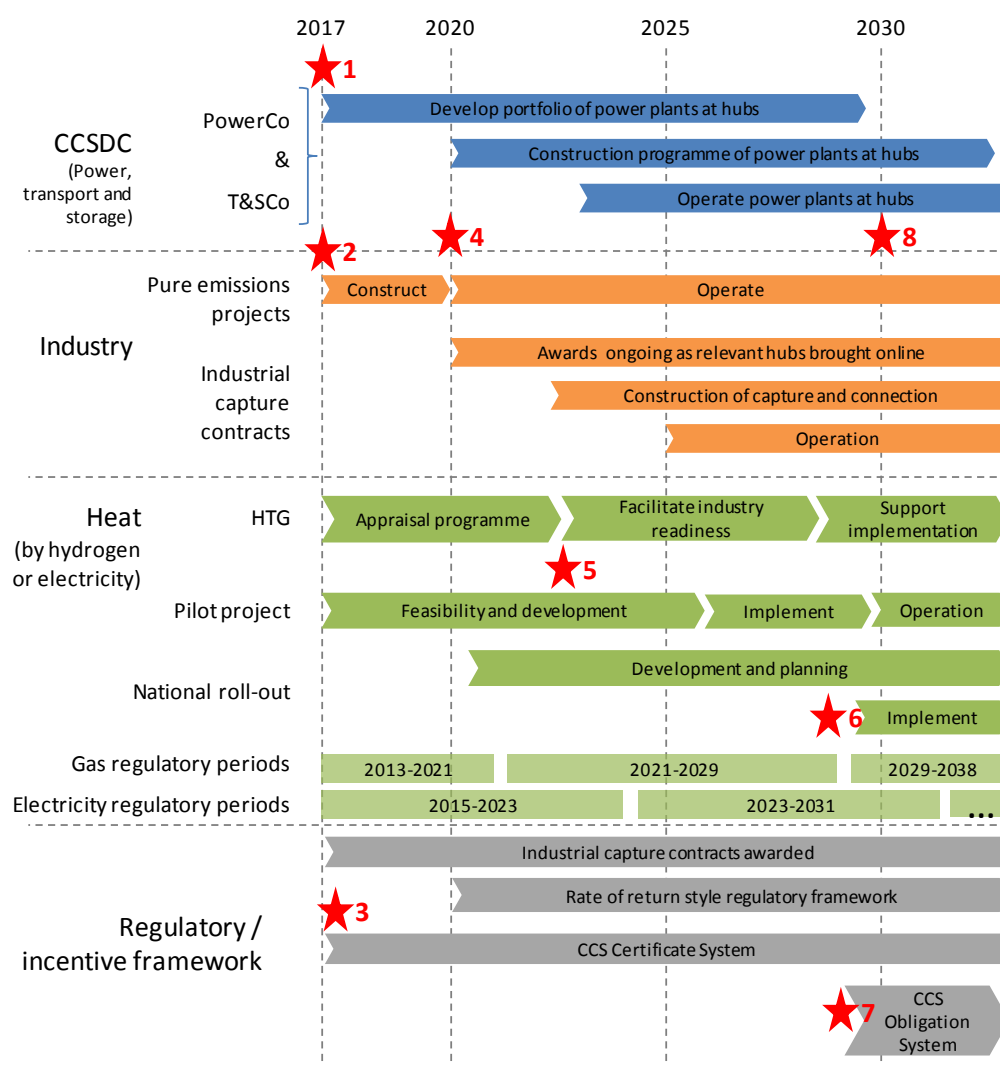 2017
2020
2025
2030
1
CCSDC
(Power,
transport and
storage)
PowerCo
&
T&SCo
Develop portfolio of power plants at hubs
Construction programme of power plants at hubs
Operate power plants at hubs
2
4
8
Industry
Pure emissions
projects
Construct
Operate
Industrial
capture
contracts
Awards ongoing as relevant hubs brought online
Construction of capture and connection
Operation
Heat
(by hydrogen
or electricity)
HTG
Appraisal programme
Facilitate industry
readiness
Support
implementation
5
Pilot project
Feasibility and development
Implement
Operation
National roll-out
Development and planning
6
Implement
Gas regulatory periods
2013-2021
2021-2029
2029-2038
Electricity regulatory periods
2015-2023
2023-2031
...
Regulatory /
incentive framework
Industrial capture contracts awarded
Rate of return style regulatory framework
3
CCS Certificate System
7
CCS
Obligation
System